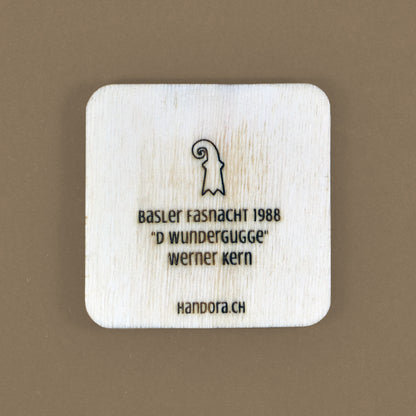 Basler Fasnacht 1988
"D Wundergugge"
Werner Kern
Handora.ch